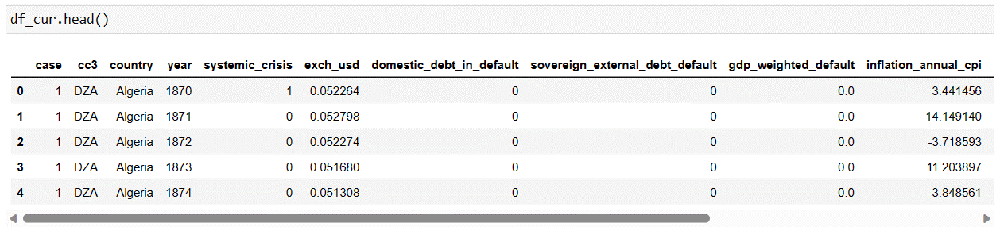 df_cur.head()
case cc3 country year systemic_crisis exch_usd domestic_debt_in_default sovereign_external_debt_default gdp_weighted_default inflation_annual_cpi
0 1 DZA Algeria 1870 1 0.052264 0 0 0.0 3.441456
1 1 DZA Algeria 1871 0 0.052798 0 0 0.0 14.149140
2 1 DZA Algeria 1872 0 0.052274 0 0 0.0 -3.718593
3 1 DZA Algeria 1873 0 0.051680 0 0 0.0 11.203897
4 1 DZA Algeria 1874 0 0.051308 0 0 0.0 -3.848561